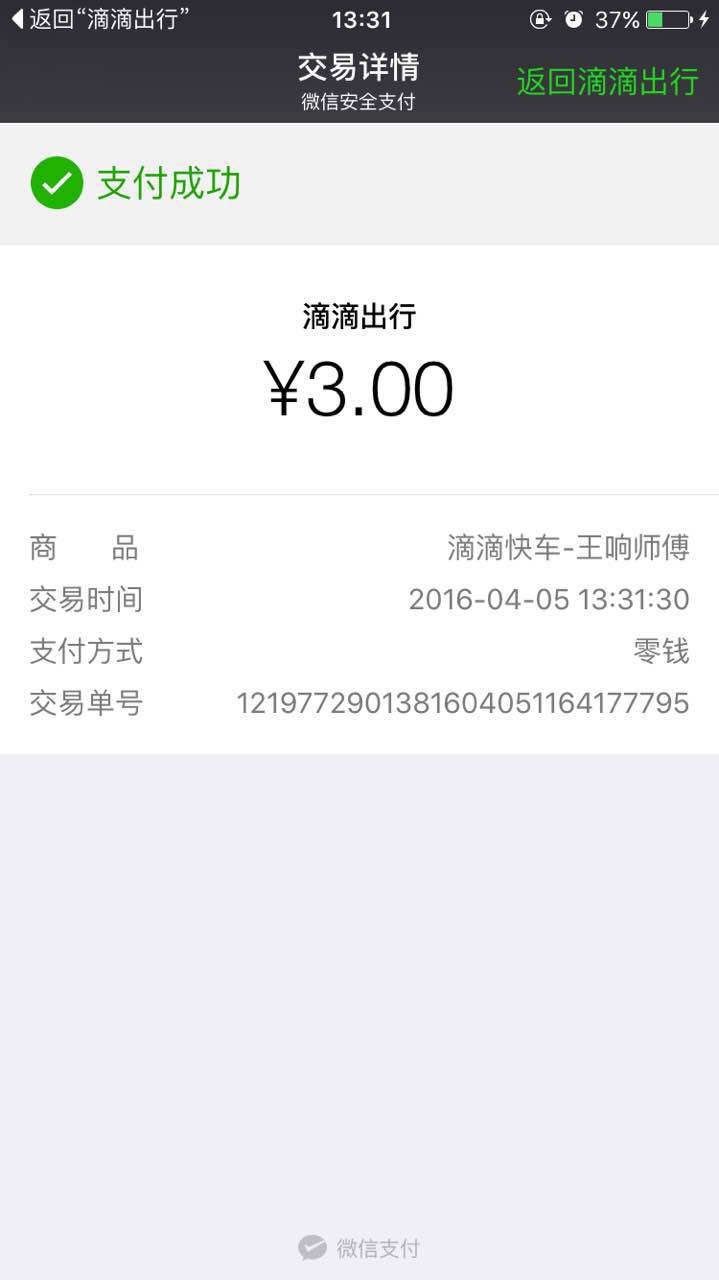 返回“滴滴出行” 13:31 37%
交易详情
微信安全支付
返回滴滴出行
支付成功
滴滴出行
¥3.00
商 品 滴滴快车-王响师傅
交易时间 2016-04-05 13:31:30
支付方式 零钱
交易单号 1219772901381604051164177795
微信支付